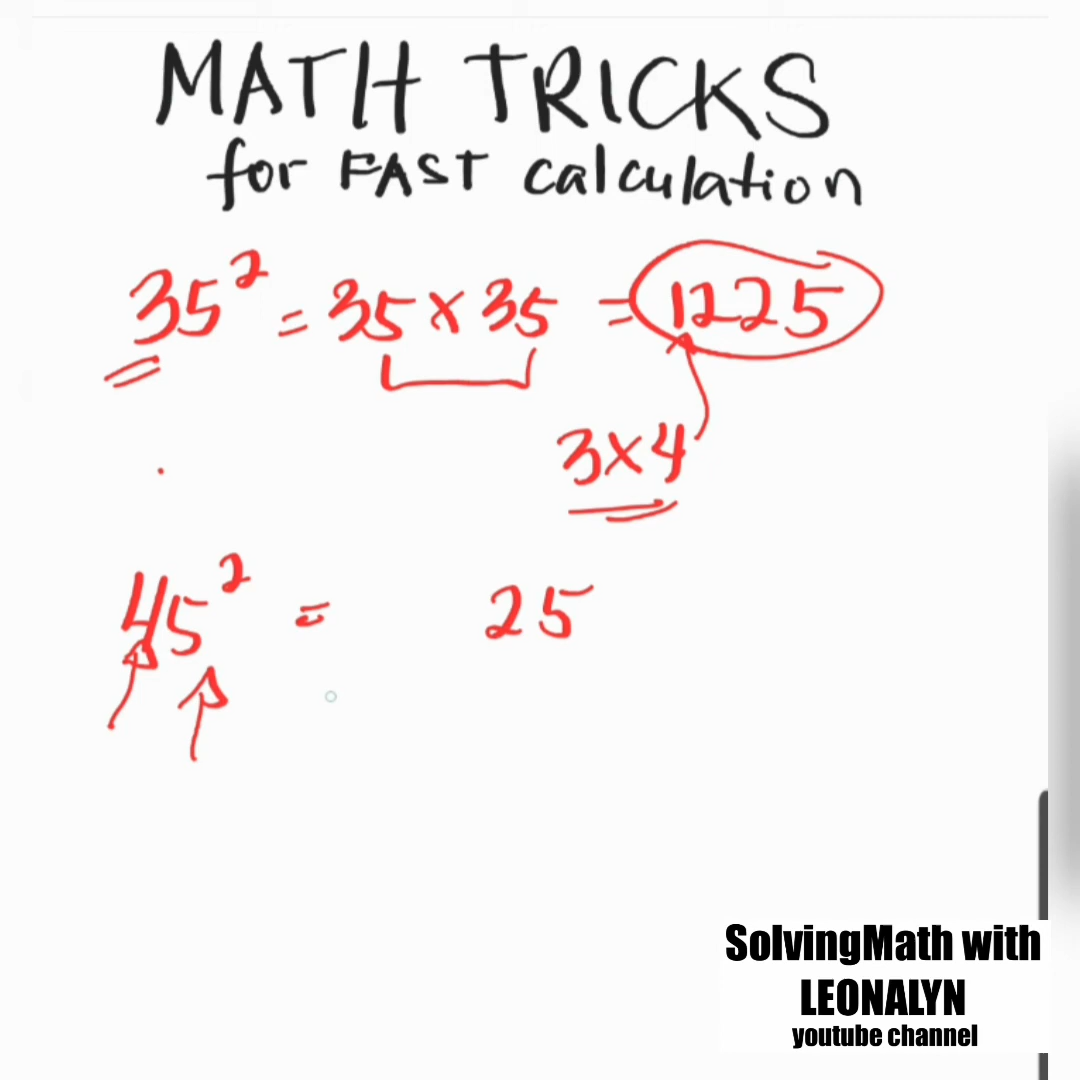 MATH TRICKS
for FAST calculation
35² = 35 x 35 = 1225
3x4
45² = 25
SolvingMath with
LEONALYN
youtube channel